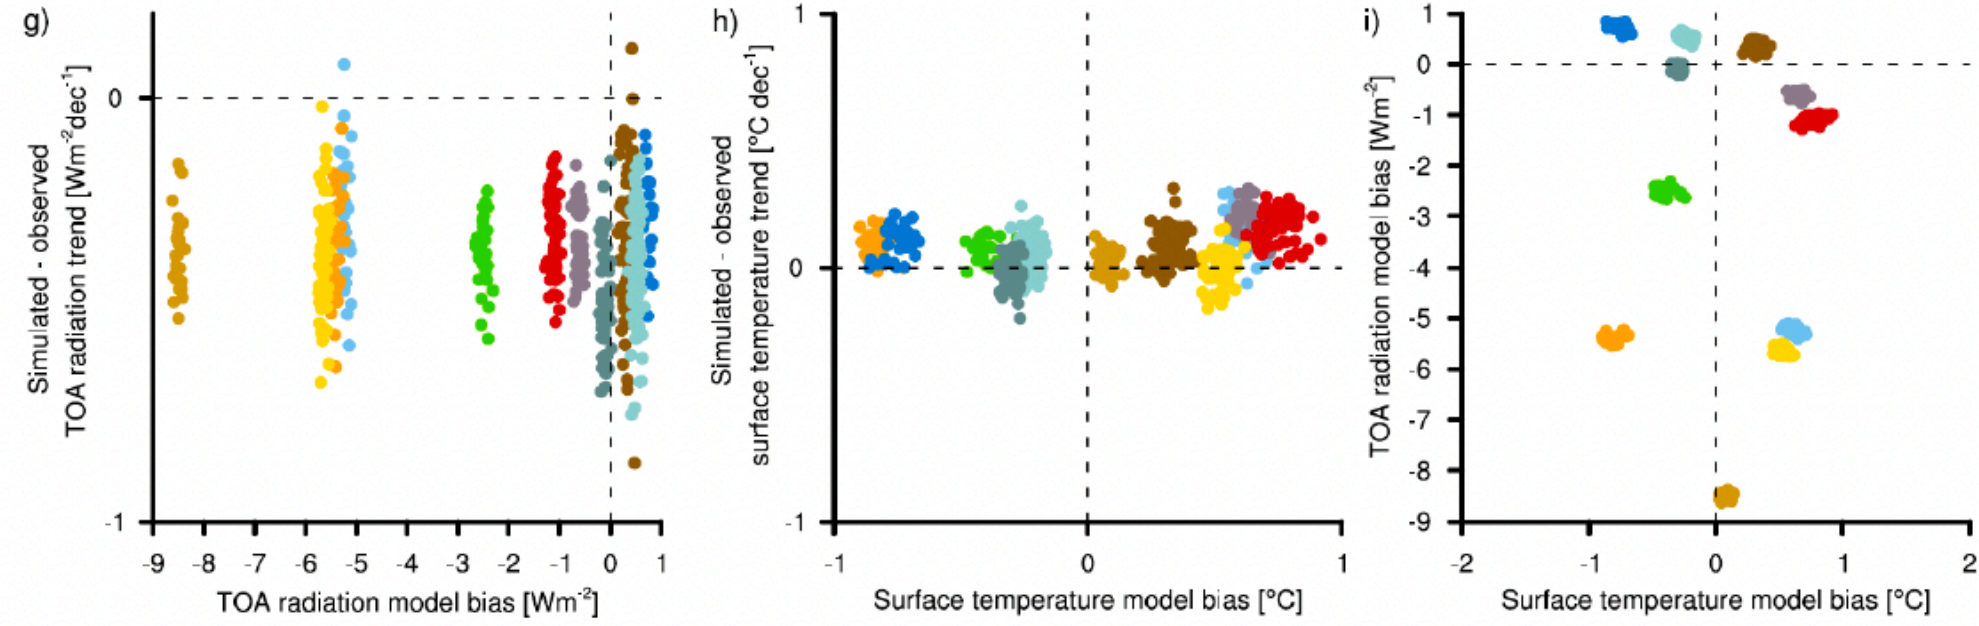 g)
Simulated - observed
TOA radiation trend [Wm⁻²dec⁻¹]
0
-1
-9 -8 -7 -6 -5 -4 -3 -2 -1 0 1
TOA radiation model bias [Wm⁻²]
h)
Simulated - observed
surface temperature trend [°C dec⁻¹]
1
0
-1
-1 0 1
Surface temperature model bias [°C]
i)
TOA radiation model bias [Wm⁻²]
1
0
-1
-2
-3
-4
-5
-6
-7
-8
-9
-2 -1 0 1 2
Surface temperature model bias [°C]